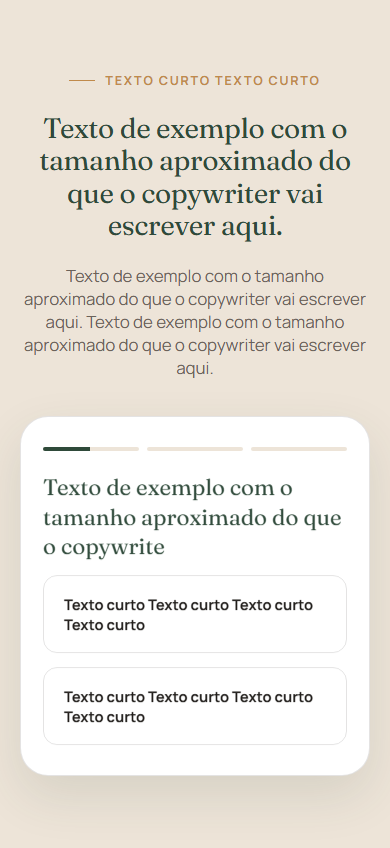 TEXTO CURTO TEXTO CURTO
Texto de exemplo com o
tamanho aproximado do
que o copywriter vai
escrever aqui.
Texto de exemplo com o tamanho
aproximado do que o copywriter vai escrever
aqui. Texto de exemplo com o tamanho
aproximado do que o copywriter vai escrever
aqui.
Texto de exemplo com o
tamanho aproximado do que
o copywrite
Texto curto Texto curto Texto curto
Texto curto
Texto curto Texto curto Texto curto
Texto curto